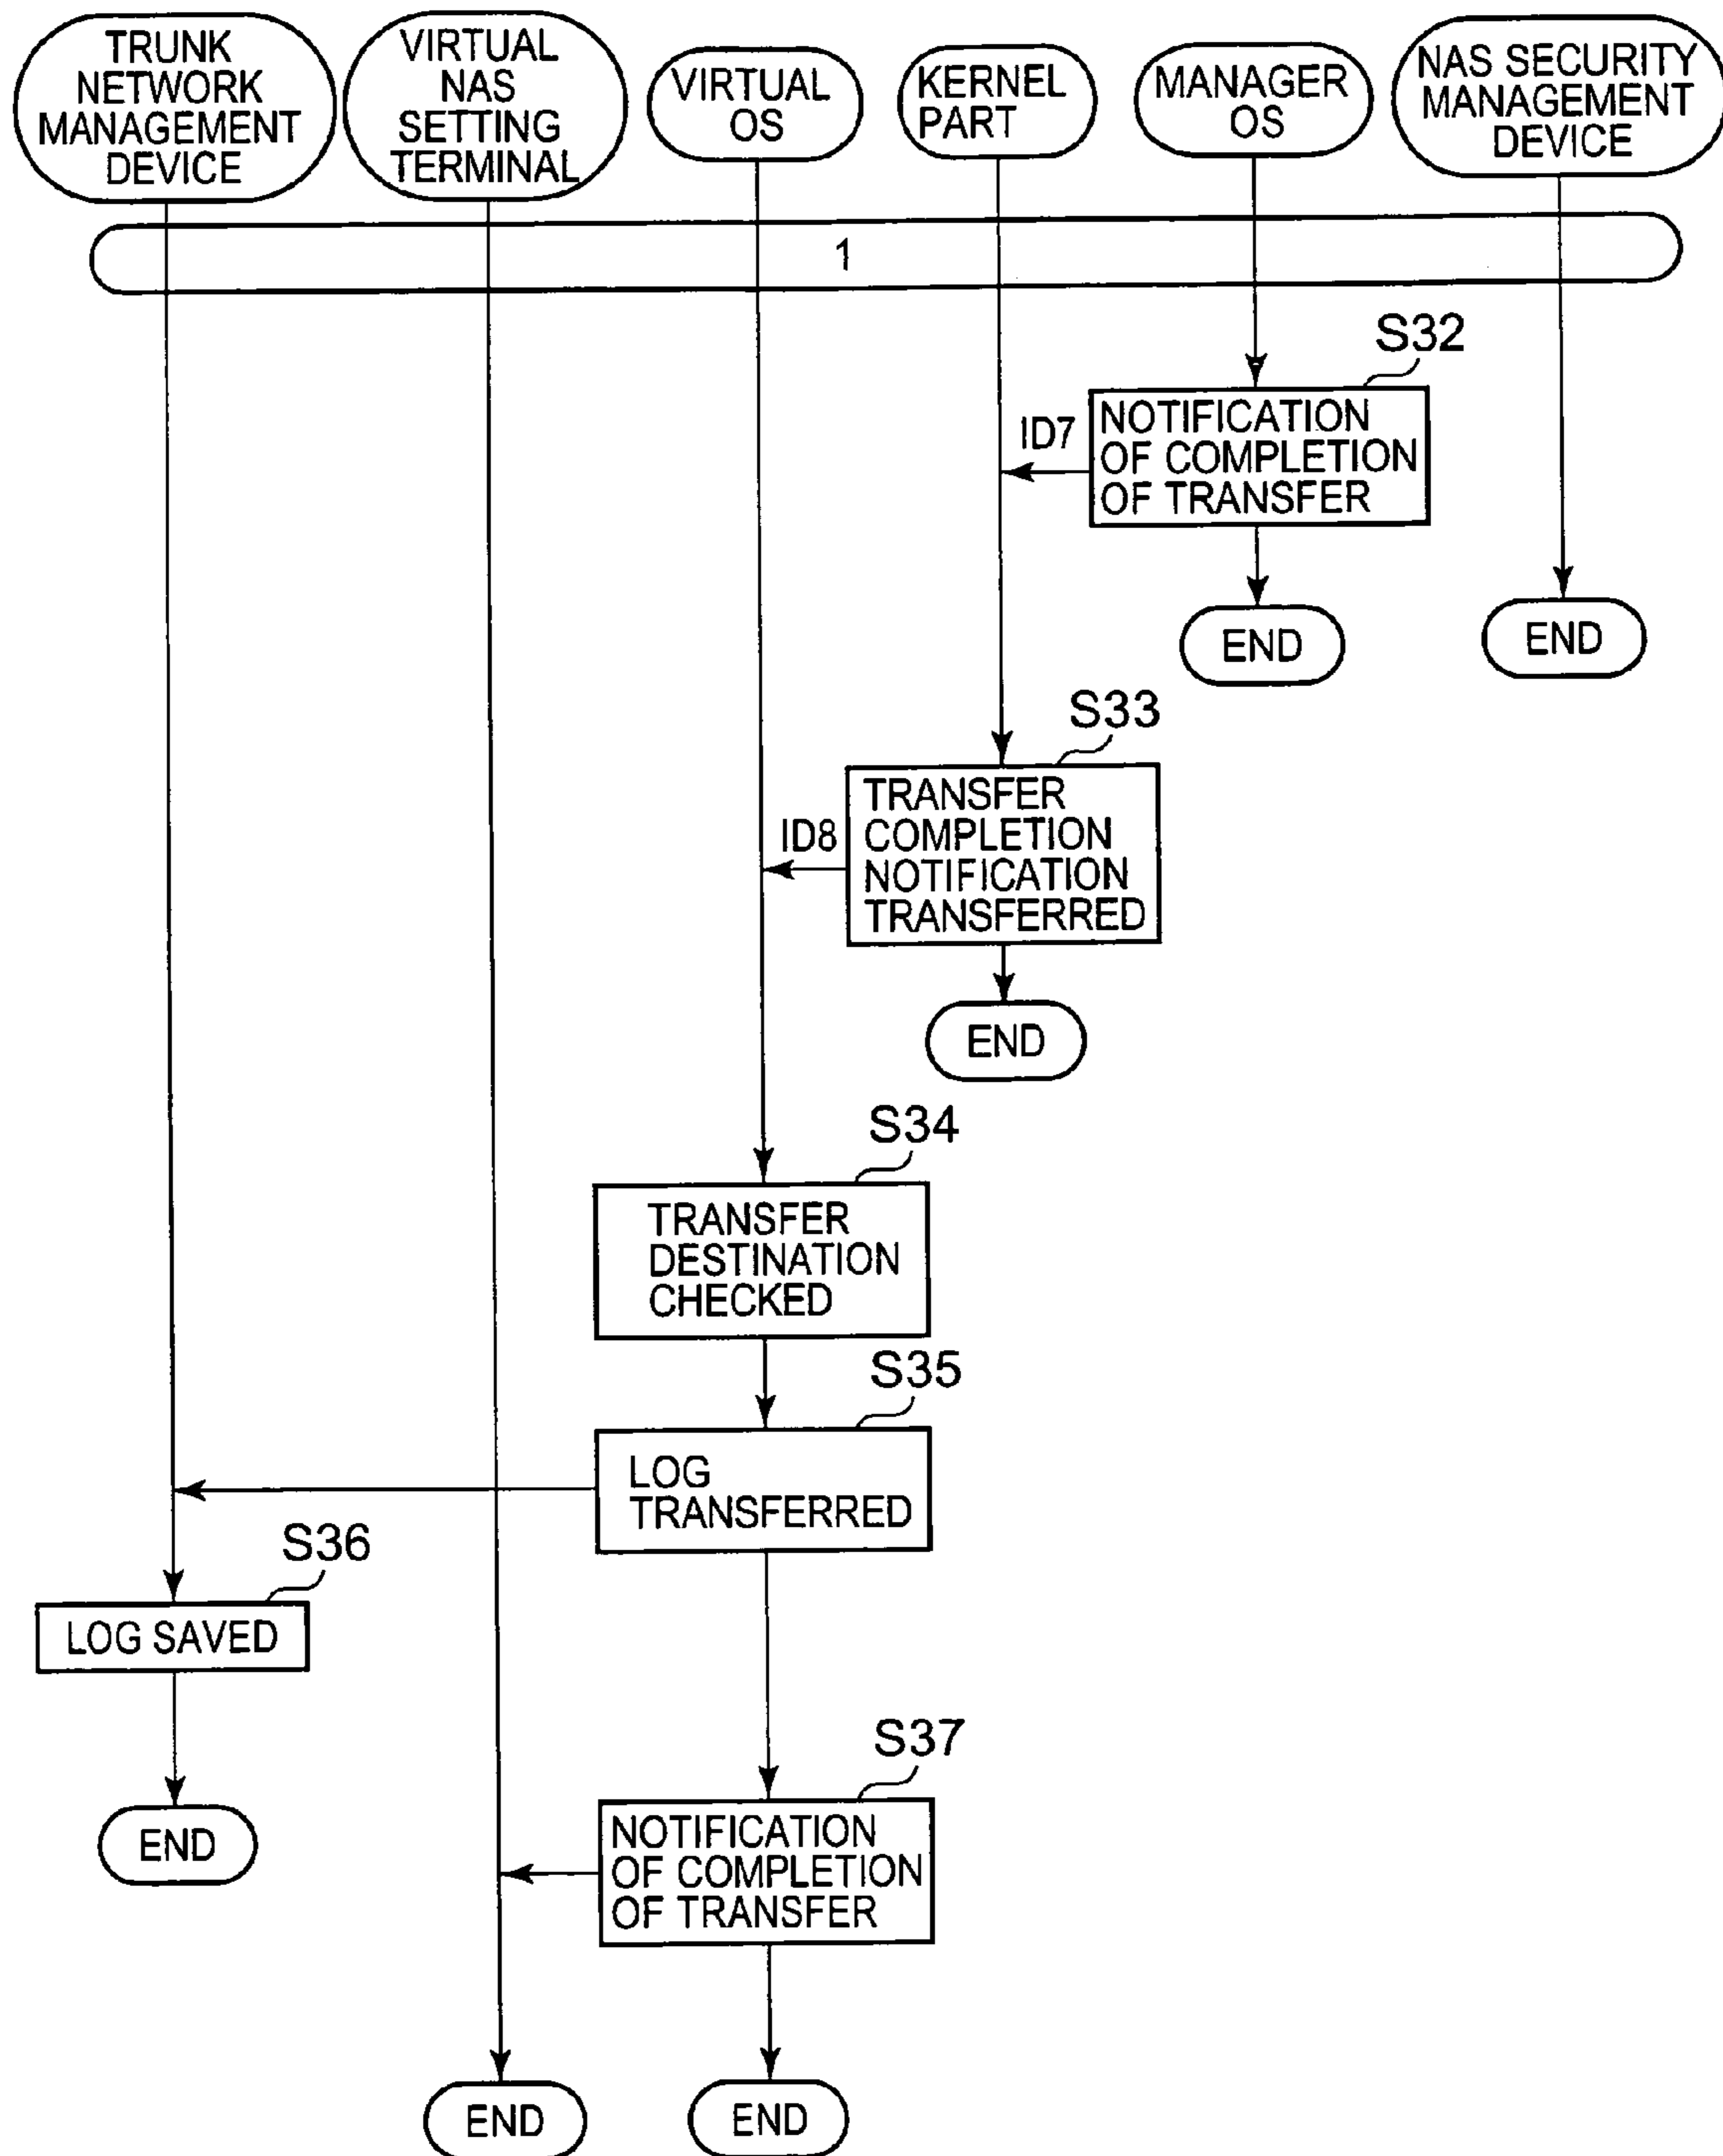 TRUNK
NETWORK
MANAGEMENT
DEVICE
VIRTUAL
NAS
SETTING
TERMINAL
VIRTUAL
OS
KERNEL
PART
MANAGER
OS
NAS SECURITY
MANAGEMENT
DEVICE
1
S32
NOTIFICATION
OF COMPLETION
OF TRANSFER
ID7
END
END
S33
TRANSFER
COMPLETION
NOTIFICATION
TRANSFERRED
ID8
END
S34
TRANSFER
DESTINATION
CHECKED
S35
LOG
TRANSFERRED
S36
LOG SAVED
END
S37
NOTIFICATION
OF COMPLETION
OF TRANSFER
END
END